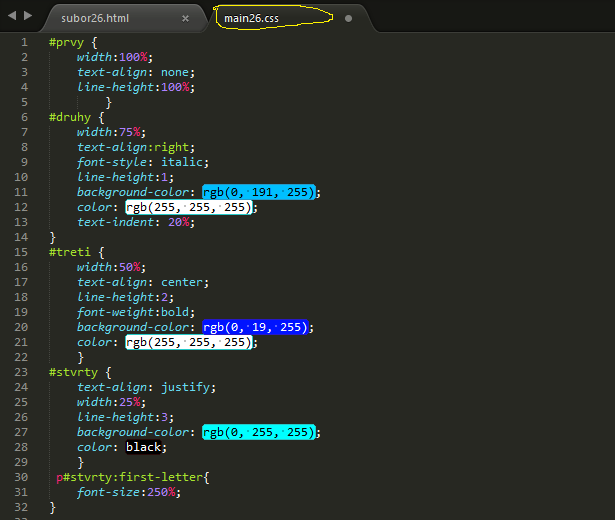 subor26.html x main26.css
1 #prvy {
2 width:100%;
3 text-align: none;
4 line-height:100%;
5 }
6 #druhy {
7 width:75%;
8 text-align:right;
9 font-style: italic;
10 line-height:1;
11 background-color: rgb(0, 191, 255);
12 color: rgb(255, 255, 255);
13 text-indent: 20%;
14 }
15 #treti {
16 width:50%;
17 text-align: center;
18 line-height:2;
19 font-weight:bold;
20 background-color: rgb(0, 19, 255);
21 color: rgb(255, 255, 255);
22 }
23 #stvrty {
24 text-align: justify;
25 width:25%;
26 line-height:3;
27 background-color: rgb(0, 255, 255);
28 color: black;
29 }
30 p#stvrty:first-letter{
31 font-size:250%;
32 }